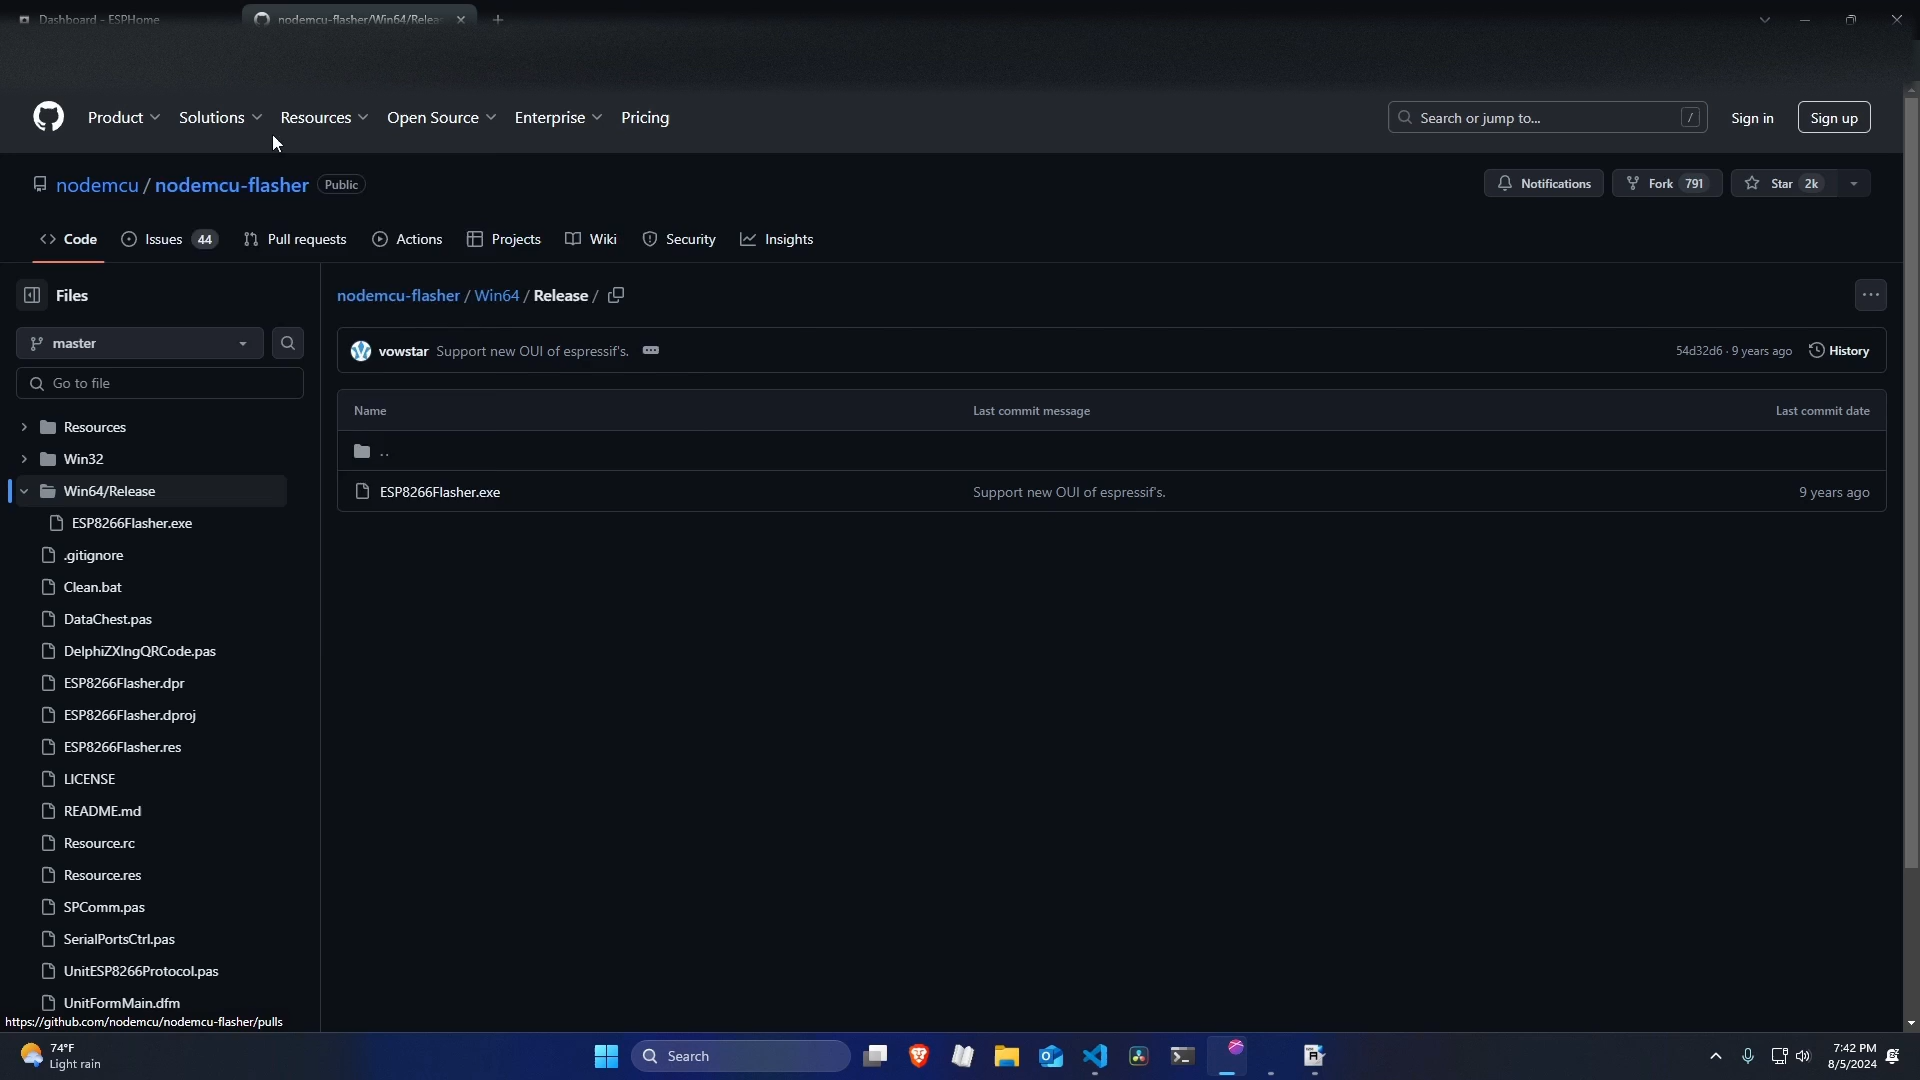 Dashboard - ESPHome
nodemcu-flasher/Win64/Relea
Product
Solutions
Resources
Open Source
Enterprise
Pricing
Search or jump to...
/
Sign in
Sign up
nodemcu / nodemcu-flasher
Public
Notifications
Fork 791
Star 2k
Code
Issues 44
Pull requests
Actions
Projects
Wiki
Security
Insights
Files
master
Go to file
Resources
Win32
Win64/Release
ESP8266Flasher.exe
.gitignore
Clean.bat
DataChest.pas
DelphiZXIngQRCode.pas
ESP8266Flasher.dpr
ESP8266Flasher.dproj
ESP8266Flasher.res
LICENSE
README.md
Resource.rc
Resource.res
SPComm.pas
SerialPortsCtrl.pas
UnitESP8266Protocol.pas
UnitFormMain.dfm
https://github.com/nodemcu/nodemcu-flasher/pulls
nodemcu-flasher / Win64 / Release /
vowstar Support new OUI of espressif's.
54d32d6 · 9 years ago
History
Name
Last commit message
Last commit date
..
ESP8266Flasher.exe
Support new OUI of espressif's.
9 years ago
74°F
Light rain
Search
7:42 PM
8/5/2024